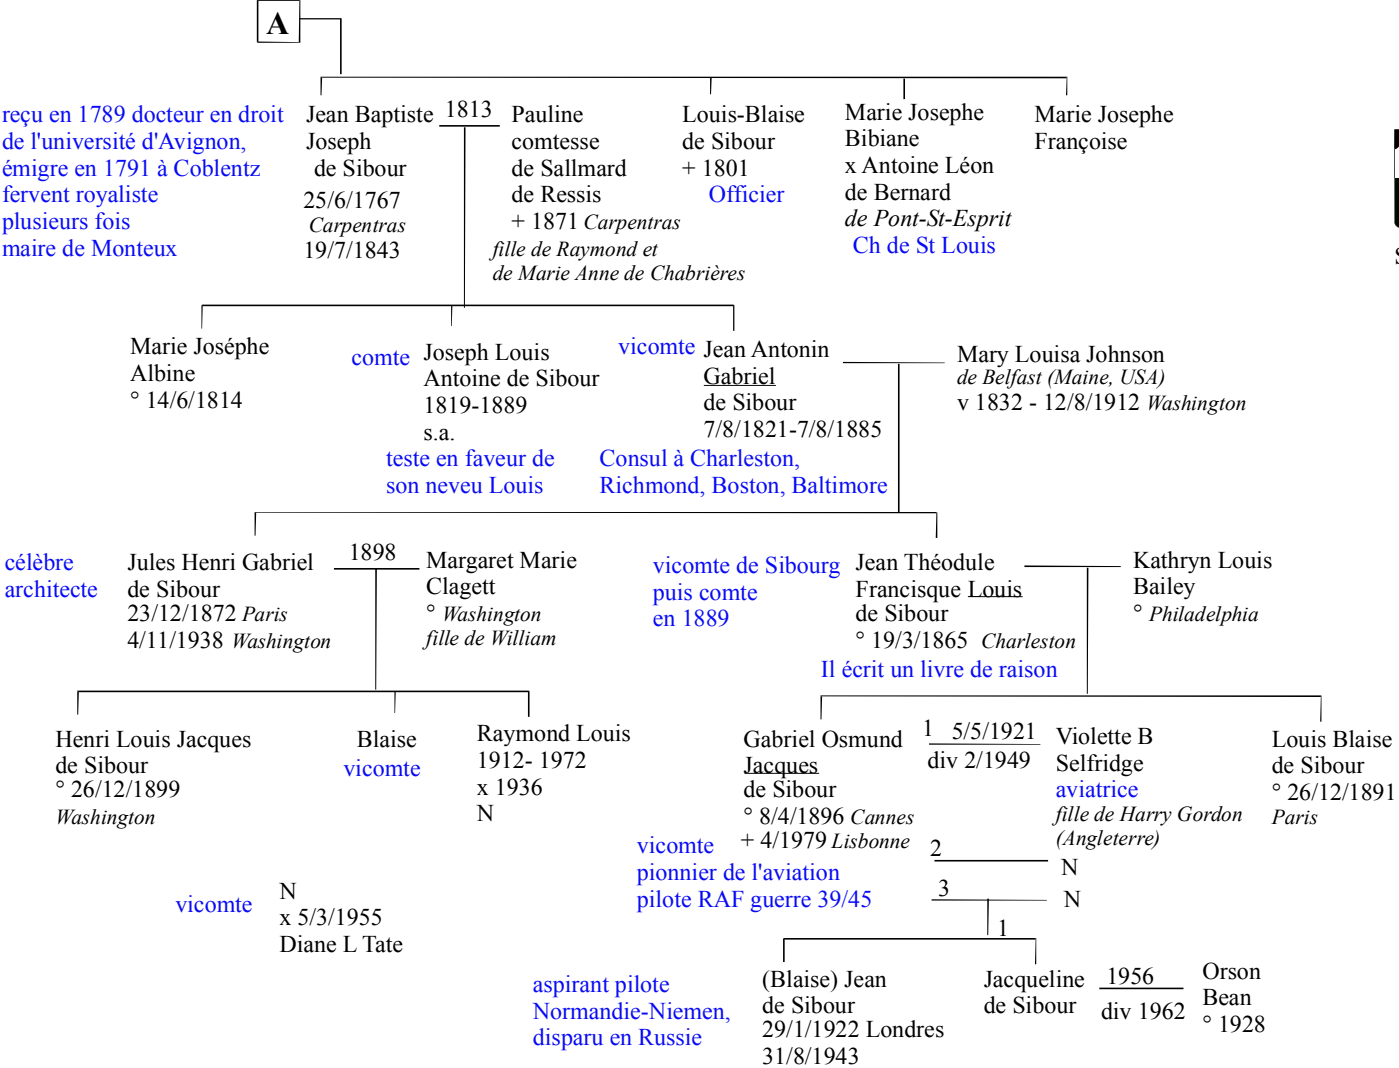 A
reçu en 1789 docteur en droit
de l'université d'Avignon,
émigre en 1791 à Coblentz
fervent royaliste
plusieurs fois
maire de Monteux
Jean Baptiste
Joseph
de Sibour
25/6/1767
Carpentras
19/7/1843
1813
Pauline
comtesse
de Sallmard
de Ressis
+ 1871 Carpentras
fille de Raymond et
de Marie Anne de Chabrières
Louis-Blaise
de Sibour
+ 1801
Officier
Marie Josephe
Bibiane
x Antoine Léon
de Bernard
de Pont-St-Esprit
Ch de St Louis
Marie Josephe
Françoise
Marie Joséphe
Albine
° 14/6/1814
comte
Joseph Louis
Antoine de Sibour
1819-1889
s.a.
teste en faveur de
son neveu Louis
vicomte
Jean Antonin
Gabriel
de Sibour
7/8/1821-7/8/1885
Consul à Charleston,
Richmond, Boston, Baltimore
Mary Louisa Johnson
de Belfast (Maine, USA)
v 1832 - 12/8/1912 Washington
célèbre
architecte
Jules Henri Gabriel
de Sibour
23/12/1872 Paris
4/11/1938 Washington
1898
Margaret Marie
Clagett
° Washington
fille de William
vicomte de Sibourg
puis comte
en 1889
Jean Théodule
Francisque Louis
de Sibour
° 19/3/1865 Charleston
Il écrit un livre de raison
Kathryn Louis
Bailey
° Philadelphia
Henri Louis Jacques
de Sibour
° 26/12/1899
Washington
Blaise
vicomte
Raymond Louis
1912- 1972
x 1936
N
Gabriel Osmund
Jacques
de Sibour
° 8/4/1896 Cannes
+ 4/1979 Lisbonne
vicomte
pionnier de l'aviation
pilote RAF guerre 39/45
1 5/5/1921
div 2/1949
Violette B
Selfridge
aviatrice
fille de Harry Gordon
(Angleterre)
2
N
3
N
Louis Blaise
de Sibour
° 26/12/1891
Paris
vicomte
N
x 5/3/1955
Diane L Tate
1
aspirant pilote
Normandie-Niemen,
disparu en Russie
(Blaise) Jean
de Sibour
29/1/1922 Londres
31/8/1943
Jacqueline
de Sibour
1956
div 1962
Orson
Bean
° 1928